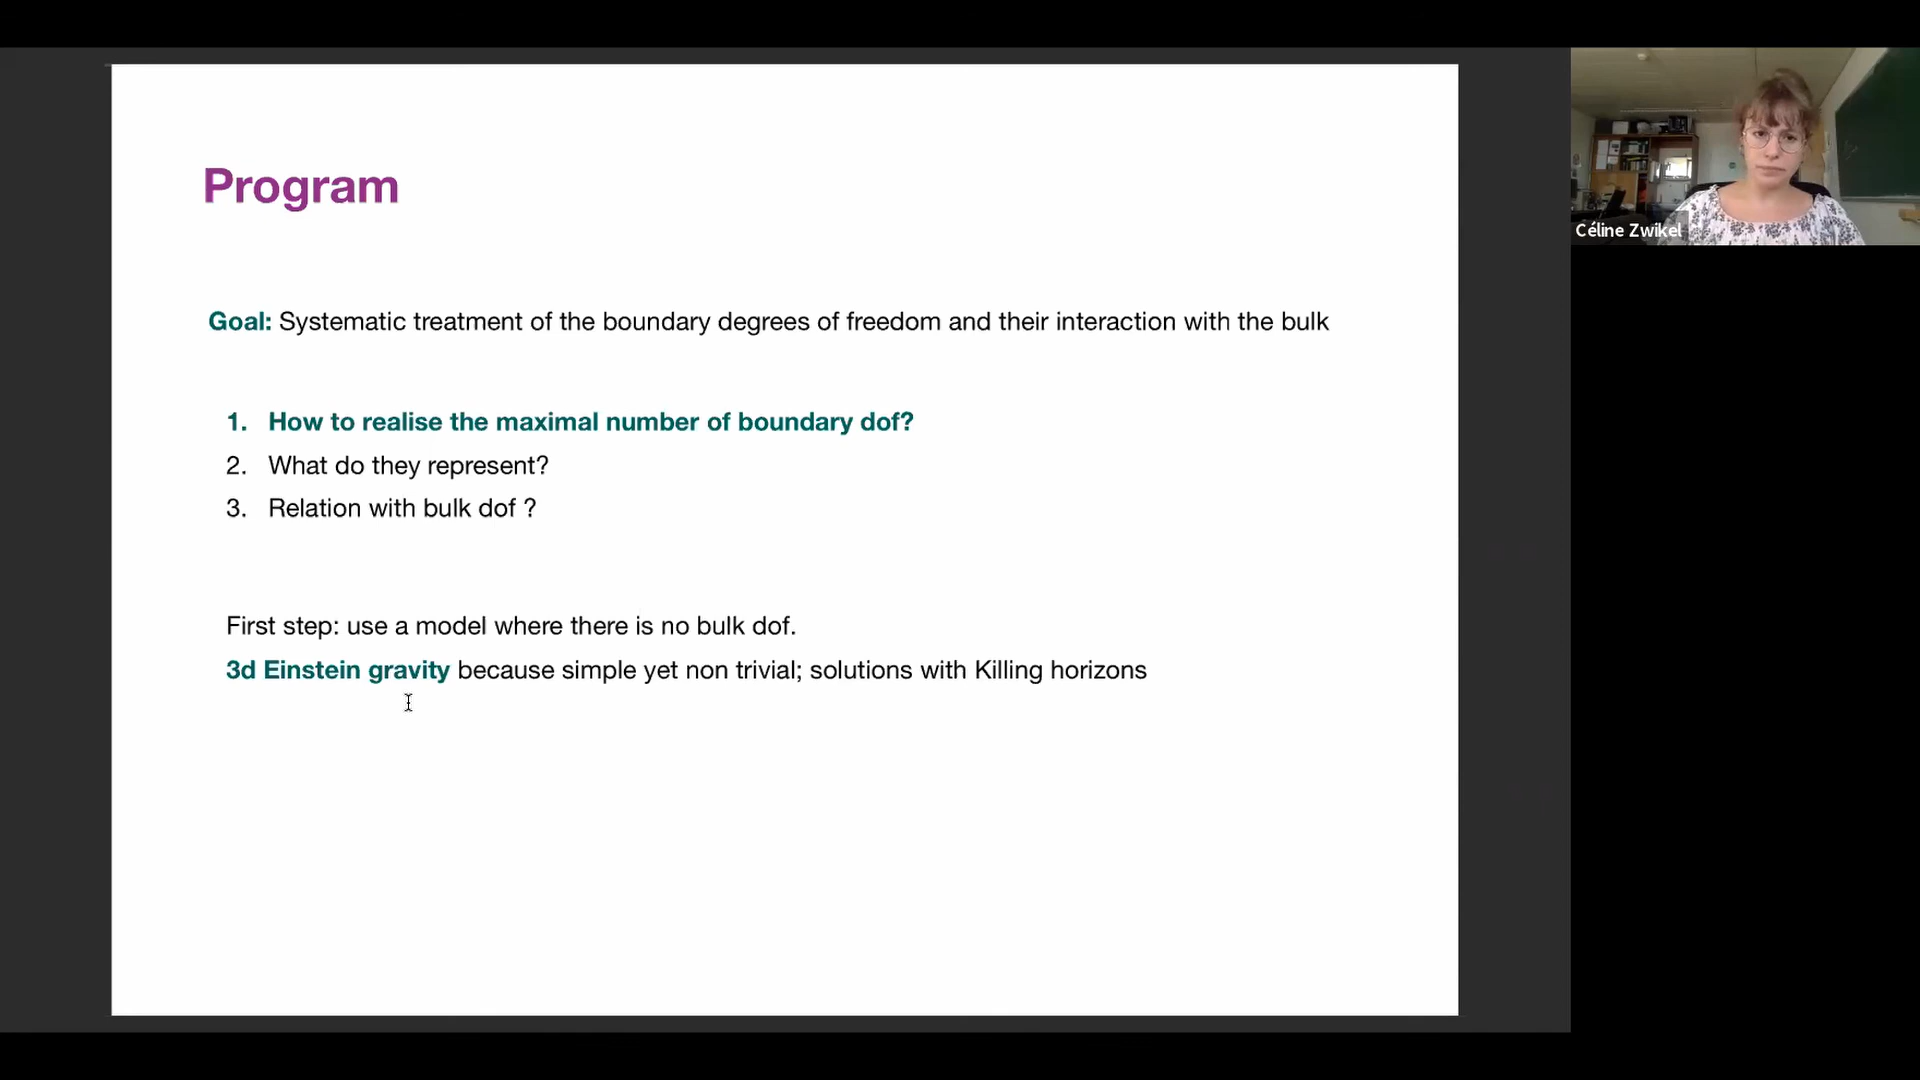 Program
Goal: Systematic treatment of the boundary degrees of freedom and their interaction with the bulk
1. How to realise the maximal number of boundary dof?
2. What do they represent?
3. Relation with bulk dof ?
First step: use a model where there is no bulk dof.
3d Einstein gravity because simple yet non trivial; solutions with Killing horizons
Céline Zwikel